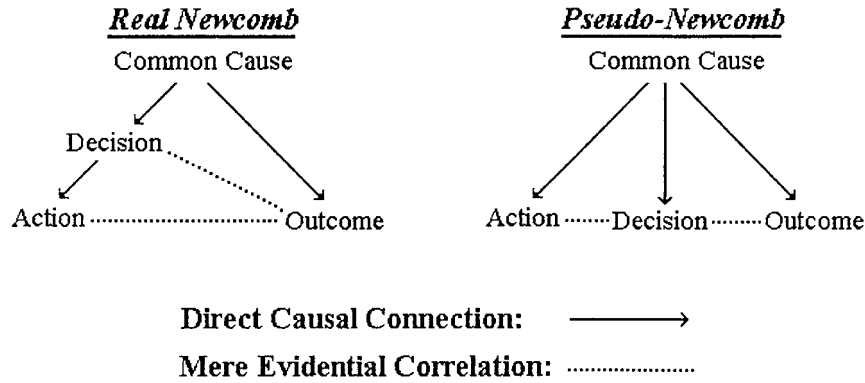 Real Newcomb Pseudo-Newcomb
Common Cause Common Cause
Decision
Action Outcome Action Decision Outcome
Direct Causal Connection:
Mere Evidential Correlation: